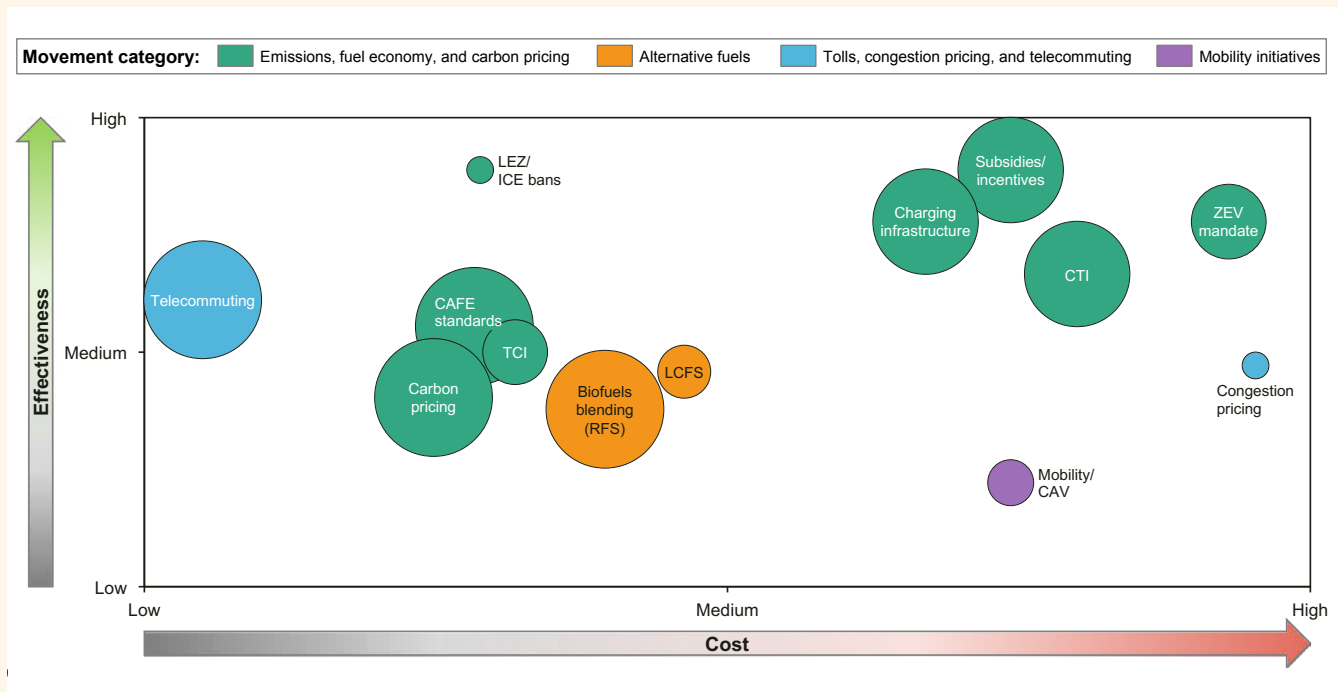 Movement category: Emissions, fuel economy, and carbon pricing Alternative fuels Tolls, congestion pricing, and telecommuting Mobility initiatives
Effectiveness
High
Medium
Low
LEZ/
ICE bans
Subsidies/
incentives
Charging
infrastructure
ZEV
mandate
CTI
Telecommuting
CAFE
standards
TCI
Carbon
pricing
Biofuels
blending
(RFS)
LCFS
Congestion
pricing
Mobility/
CAV
Low
Medium
High
Cost